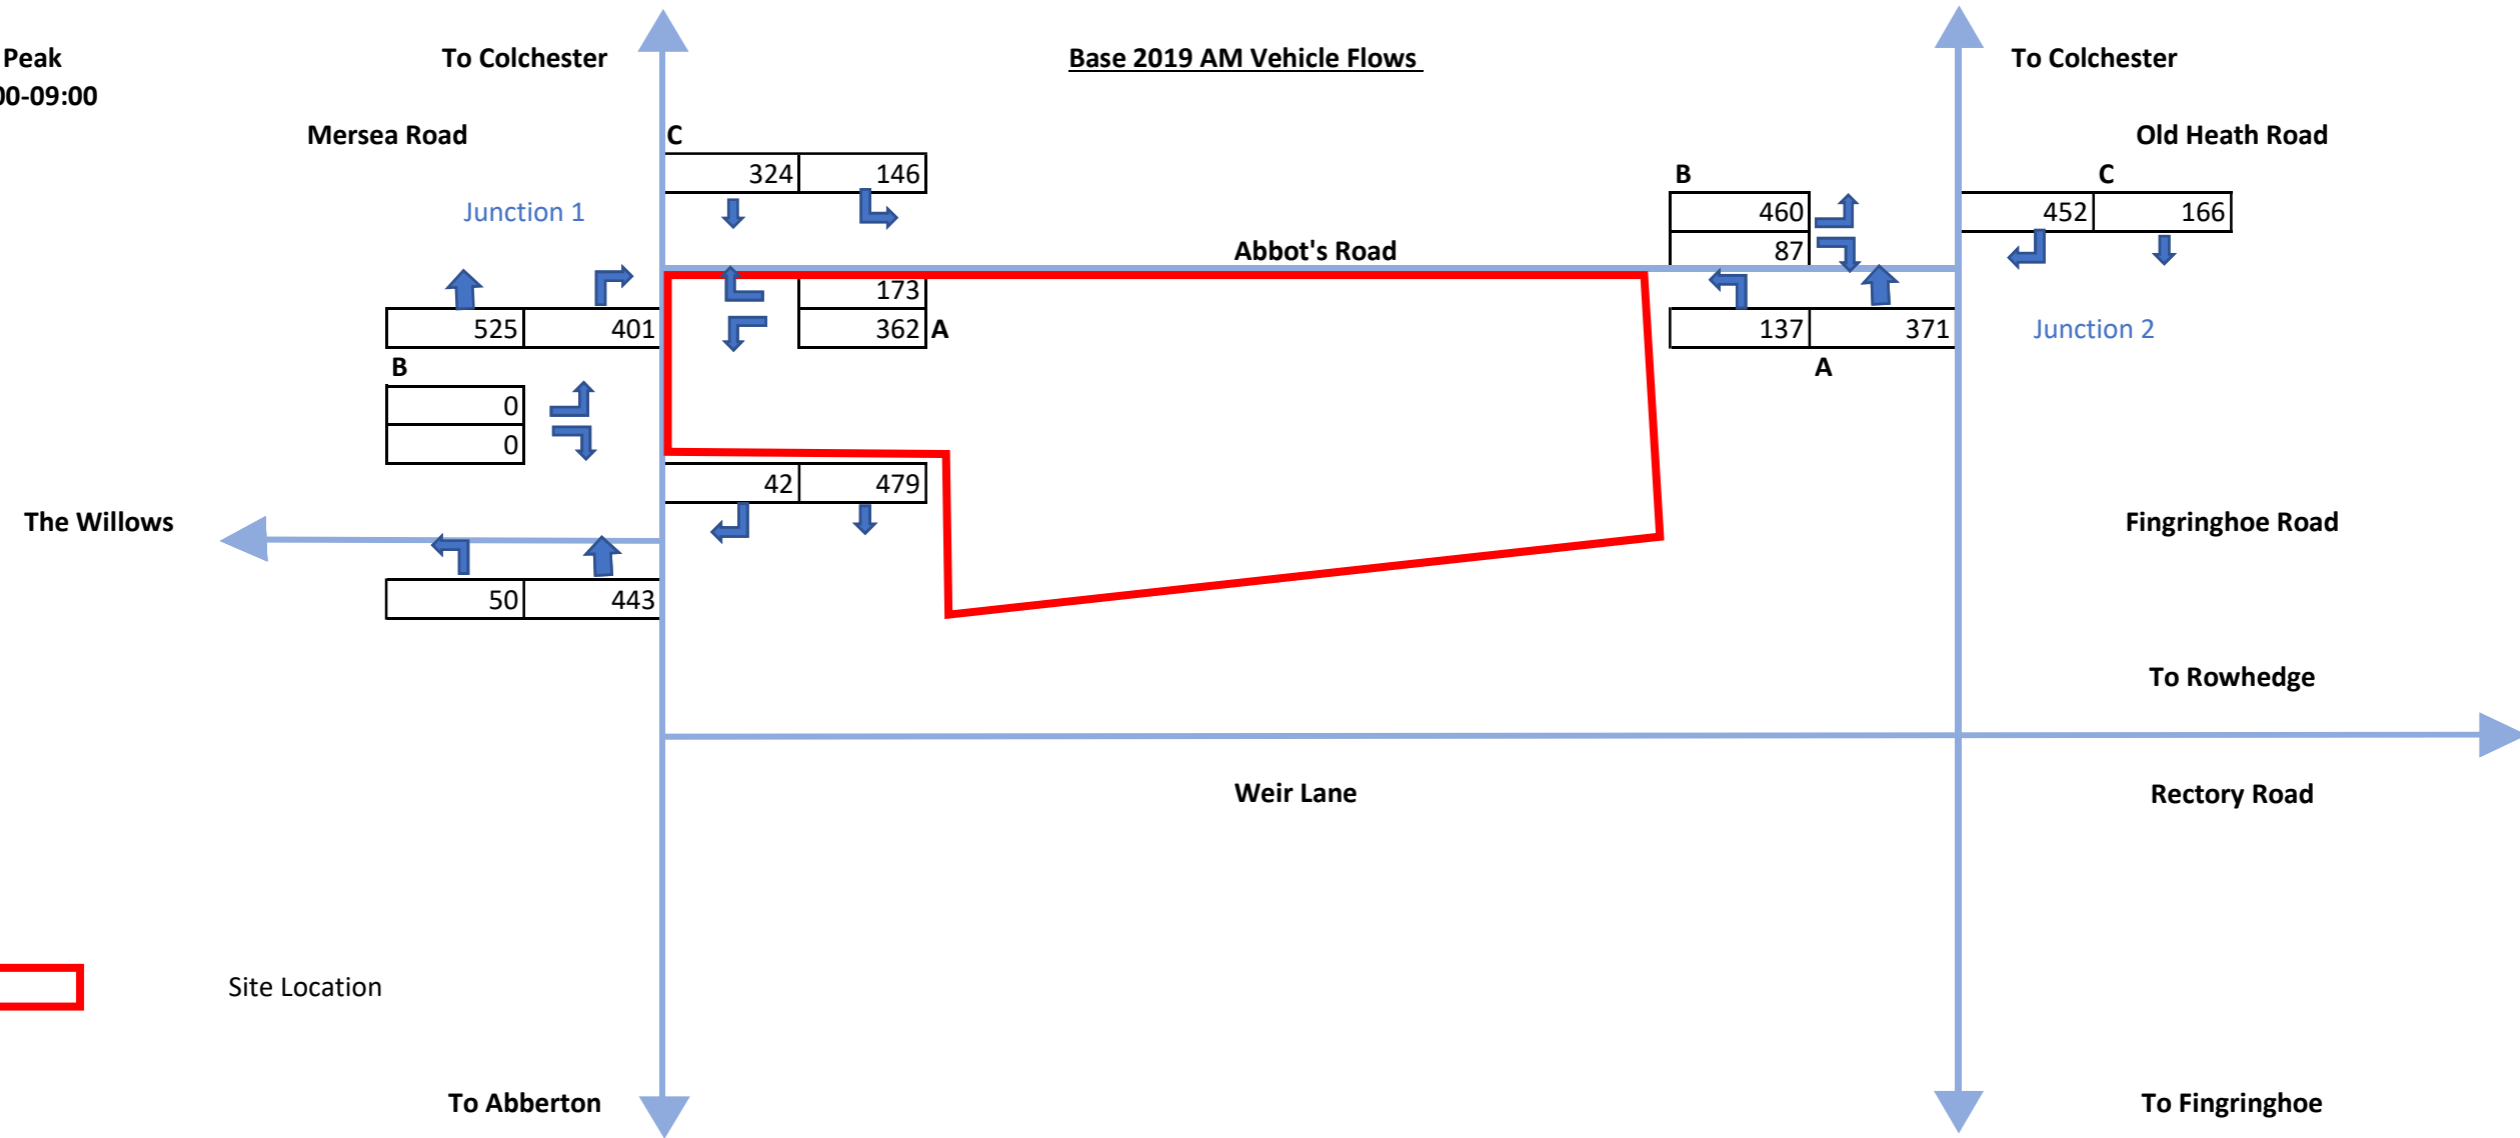 Peak
To Colchester
Base 2019 AM Vehicle Flows
To Colchester
00-09:00
Mersea Road
C
Old Heath Road
324 146
B
C
Junction 1
460
452 166
Abbot's Road
87
173
525 401
362 A
137 371
Junction 2
B
A
0
0
42 479
The Willows
Fingringhoe Road
50 443
To Rowhedge
Weir Lane
Rectory Road
Site Location
To Abberton
To Fingringhoe